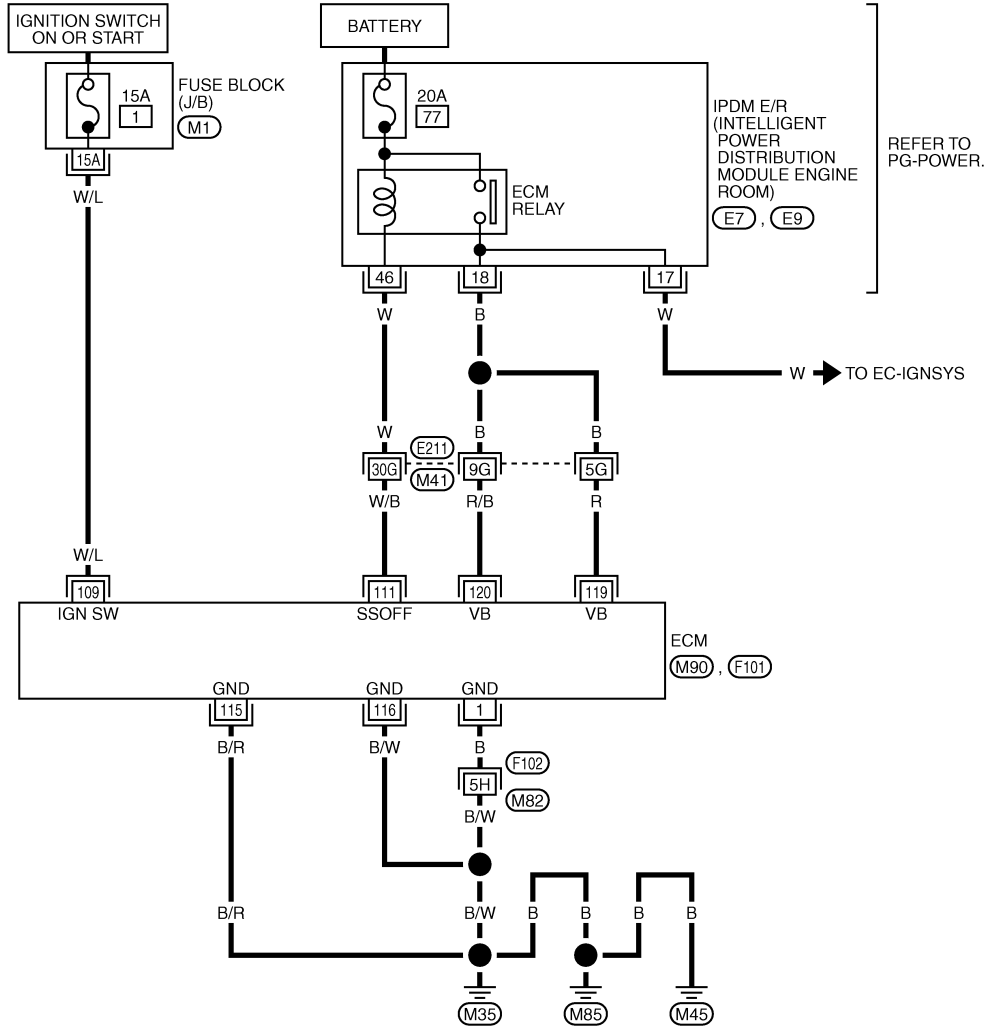 IGNITION SWITCH
ON OR START
BATTERY
15A
1
FUSE BLOCK
(J/B)
M1
20A
77
IPDM E/R
(INTELLIGENT
POWER
DISTRIBUTION
MODULE ENGINE
ROOM)
E7 , E9
REFER TO
PG-POWER.
15A
W/L
ECM
RELAY
46
18
17
W
B
W
W
TO EC-IGNSYS
W
B
B
E211
30G
9G
5G
M41
W/B
R/B
R
W/L
109
111
120
119
IGN SW
SSOFF
VB
VB
ECM
M90 , F101
GND
GND
GND
115
116
1
B/R
B/W
B
F102
5H
M82
B/W
B/R
B/W
B
B
B
B
M35
M85
M45